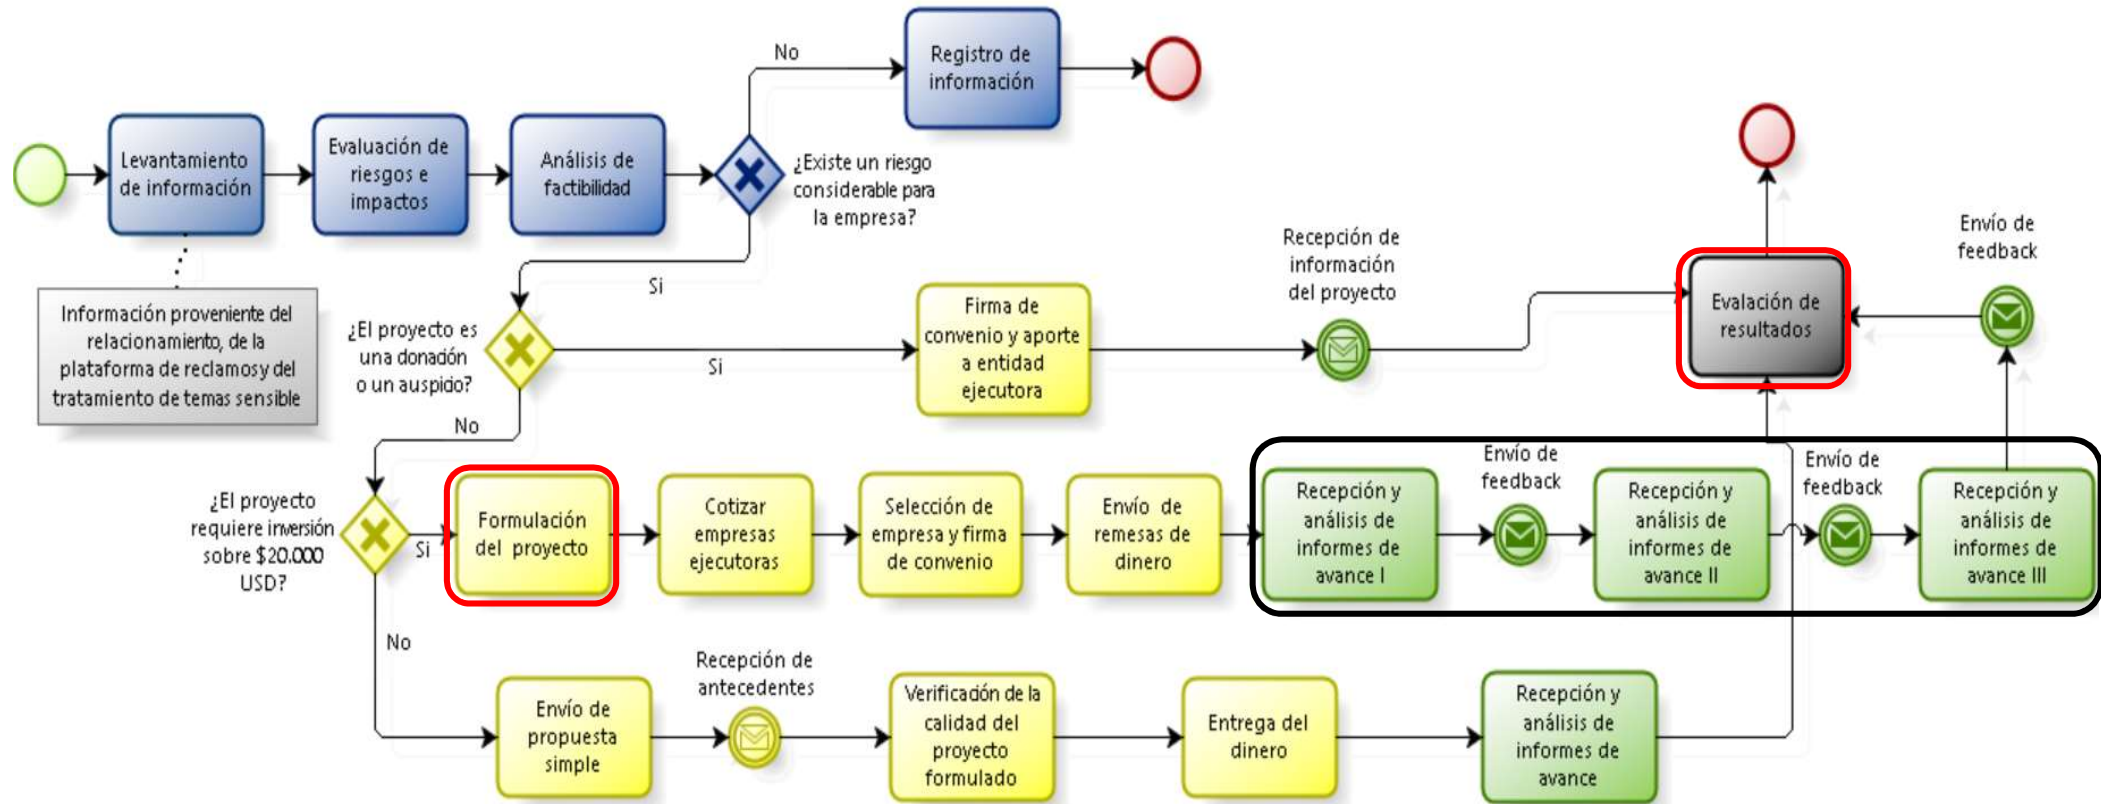 No
Registro de
información
Levantamiento
de información
Evaluación de
riesgos e
impactos
Análisis de
factibilidad
¿Existe un riesgo
considerable para
la empresa?
Si
Información proveniente del
relacionamiento, de la
plataforma de reclamos y del
tratamiento de temas sensible
¿El proyecto es
una donación
o un auspicio?
Si
Firma de
convenio y aporte
a entidad
ejecutora
Recepción de
información
del proyecto
Evalación de
resultados
Envío de
feedback
No
¿El proyecto
requiere inversión
sobre $20.000
USD?
Si
Formulación
del proyecto
Cotizar
empresas
ejecutoras
Selección de
empresa y firma
de convenio
Envío de
remesas de
dinero
Recepción y
análisis de
informes de
avance I
Envío de
feedback
Recepción y
análisis de
informes de
avance II
Envío de
feedback
Recepción y
análisis de
informes de
avance III
No
Envío de
propuesta
simple
Recepción de
antecedentes
Verificación de la
calidad del
proyecto
formulado
Entrega del
dinero
Recepción y
análisis de
informes de
avance